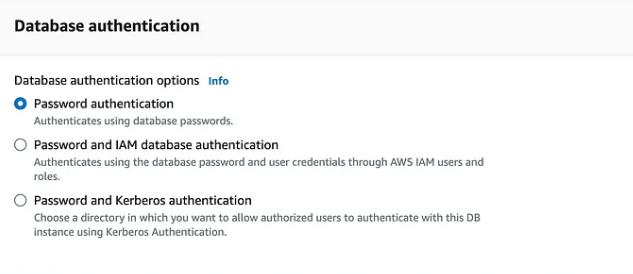 Database authentication
Database authentication options Info
Password authentication
Authenticates using database passwords.
Password and IAM database authentication
Authenticates using the database password and user credentials through AWS IAM users and
roles.
Password and Kerberos authentication
Choose a directory in which you want to allow authorized users to authenticate with this DB
instance using Kerberos Authentication.